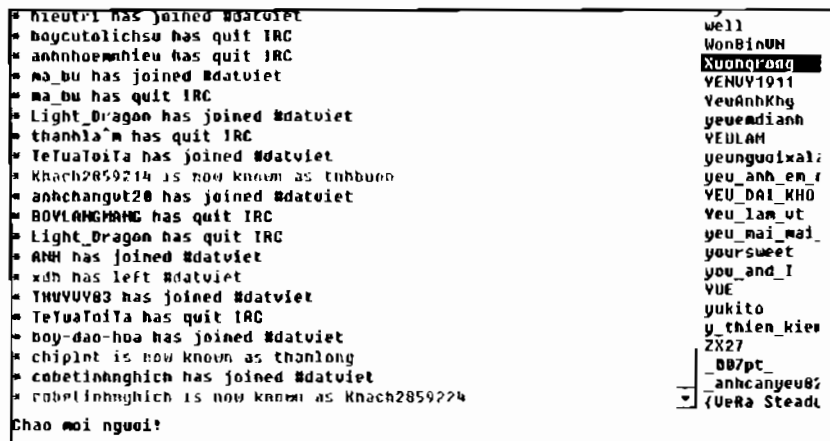 * hieutri has joined #datviet
* boycutolichsu has quit IRC
* anhnhoemnhieu has quit IRC
* ma_bu has joined #datviet
* ma_bu has quit IRC
* Light_Dragon has joined #datviet
* thanhla^m has quit IRC
* TeTuaToiTa has joined #datviet
* Khach2859214 is now known as tnhbuon
* anhchangvt20 has joined #datviet
* BOYLANGMANG has quit IRC
* Light_Dragon has quit IRC
* ANH has joined #datviet
* xdh has left #datviet
* THUYUY83 has joined #datviet
* TeTuaToiTa has quit IRC
* boy-dao-hoa has joined #datviet
* chiplnt is now known as thanlong
* cobetinhnghich has joined #datviet
* cobetinhnghich is now known as Khach2859224
Chao moi nguoi!
well
WonBinVN
Xuongrong
YENVY1911
YeuAnhKhg
yeuemdianh
YEULAM
yeunguoixala
yeu_anh_em_
YEU_DAI_KHO
Yeu_lam_vt
yeu_mai_mai_
yoursweet
you_and_I
YUE
yukito
y_thien_kie
ZX27
_007pt_
_anhcanyeu82
{VeRa Stead